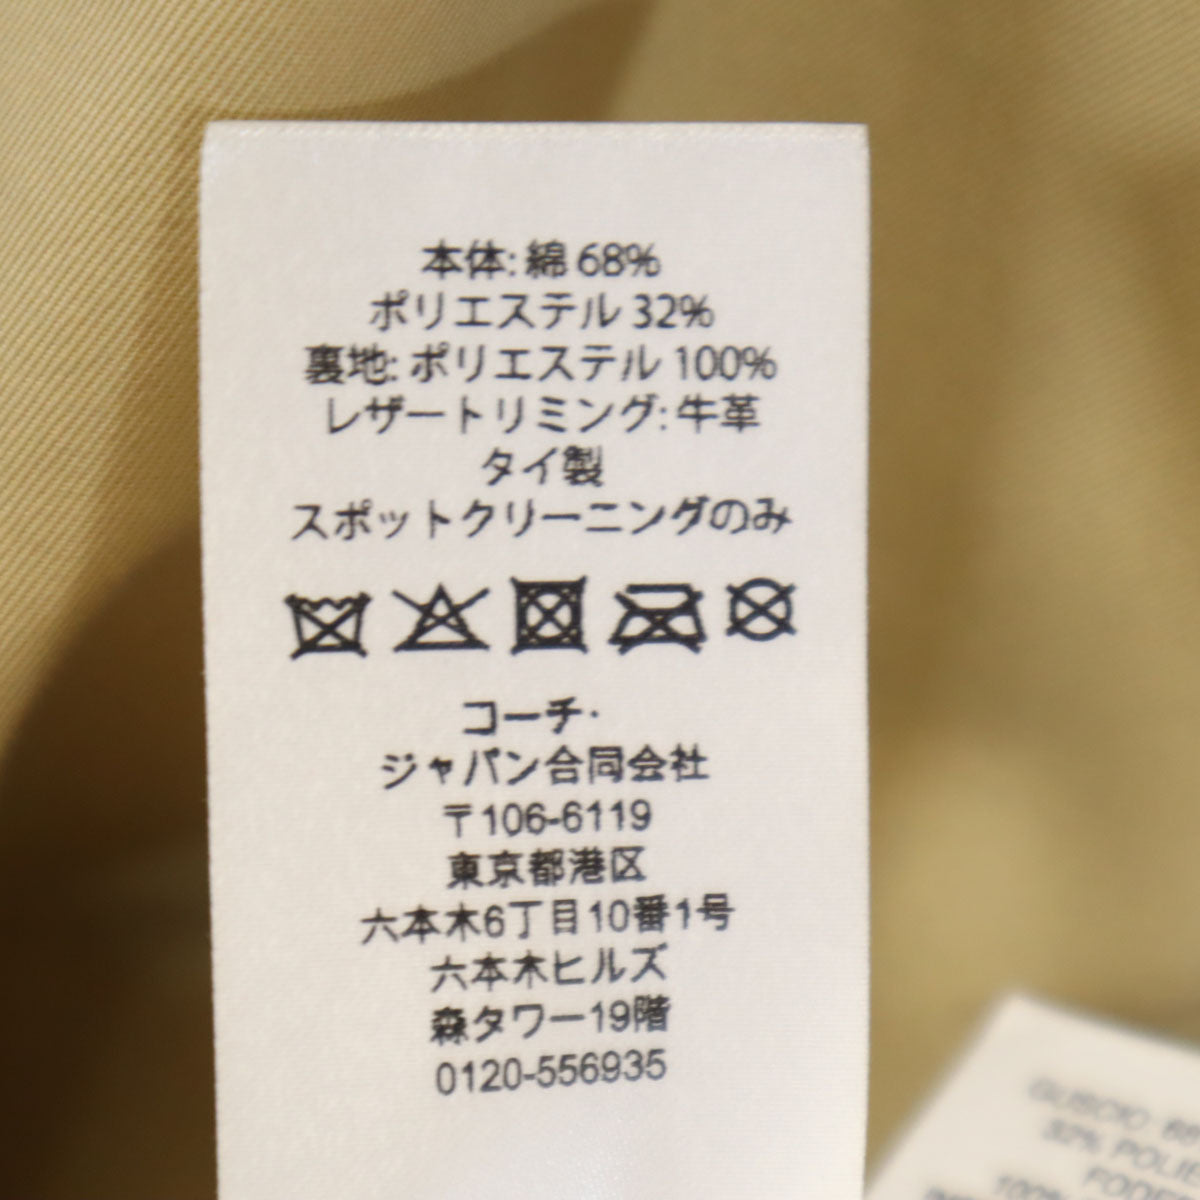 本体: 綿 68%
ポリエステル 32%
裏地: ポリエステル 100%
レザートリミング: 牛革
タイ製
スポットクリーニングのみ
コーチ・
ジャパン合同会社
〒106-6119
東京都港区
六本木6丁目10番1号
六本木ヒルズ
森タワー19階
0120-556935
GUSCIO:
32%
100%